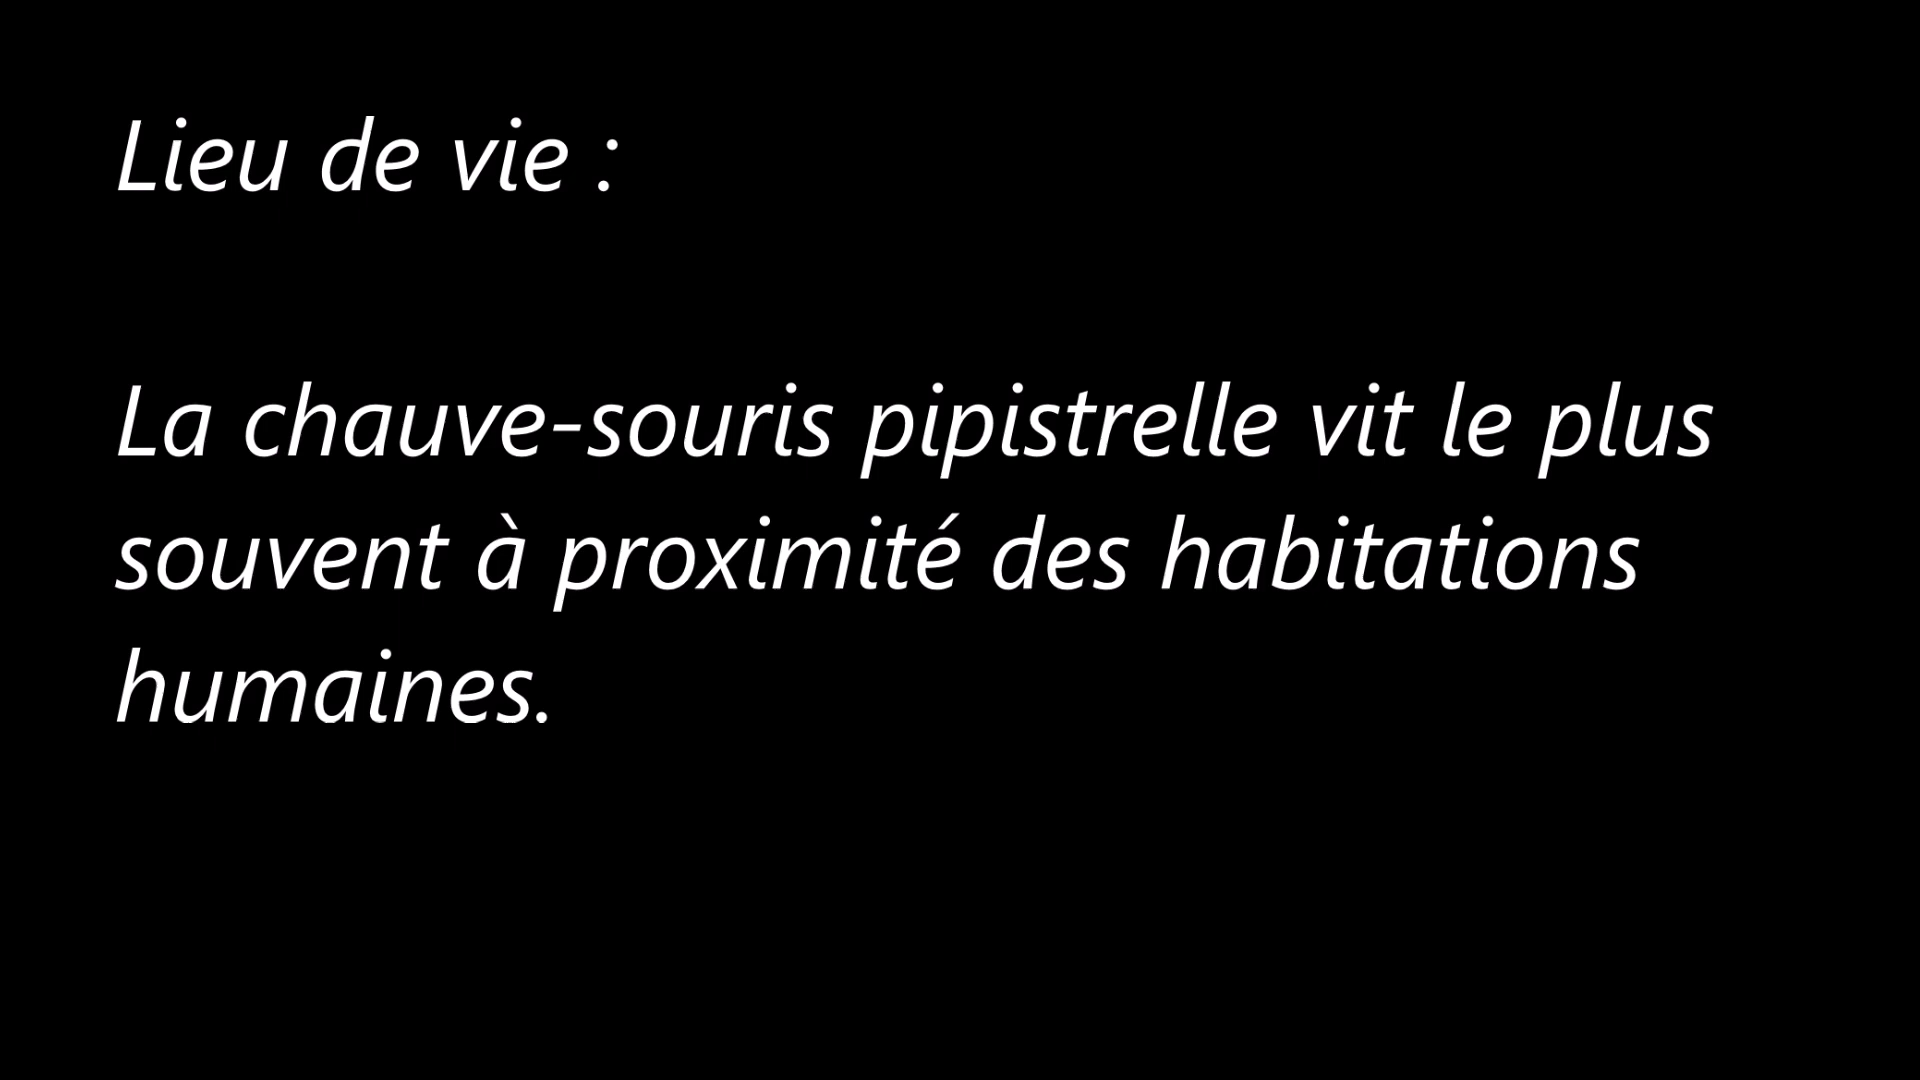 Lieu de vie :
La chauve-souris pipistrelle vit le plus
souvent à proximité des habitations
humaines.